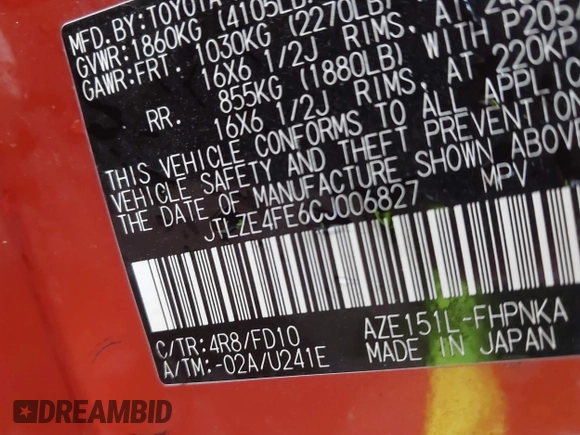 MFD. BY: TOYOTA
GVWR: 1860KG (4105LB)
GAWR: FRT. 1030KG (2270LB) WITH P205
16X6 1/2J RIMS, AT 220KP
RR. 855KG (1880LB)
16X6 1/2J RIMS, AT
THIS VEHICLE CONFORMS TO ALL APPLIC
VEHICLE SAFETY AND THEFT PREVENTION
THE DATE OF MANUFACTURE SHOWN ABOVE
JTLZE4FE6CJ006827 MPV
C/TR: 4R8/FD10 AZE151L-FHPNKA
A/TM: -02A/U241E MADE IN JAPAN
DREAMBID